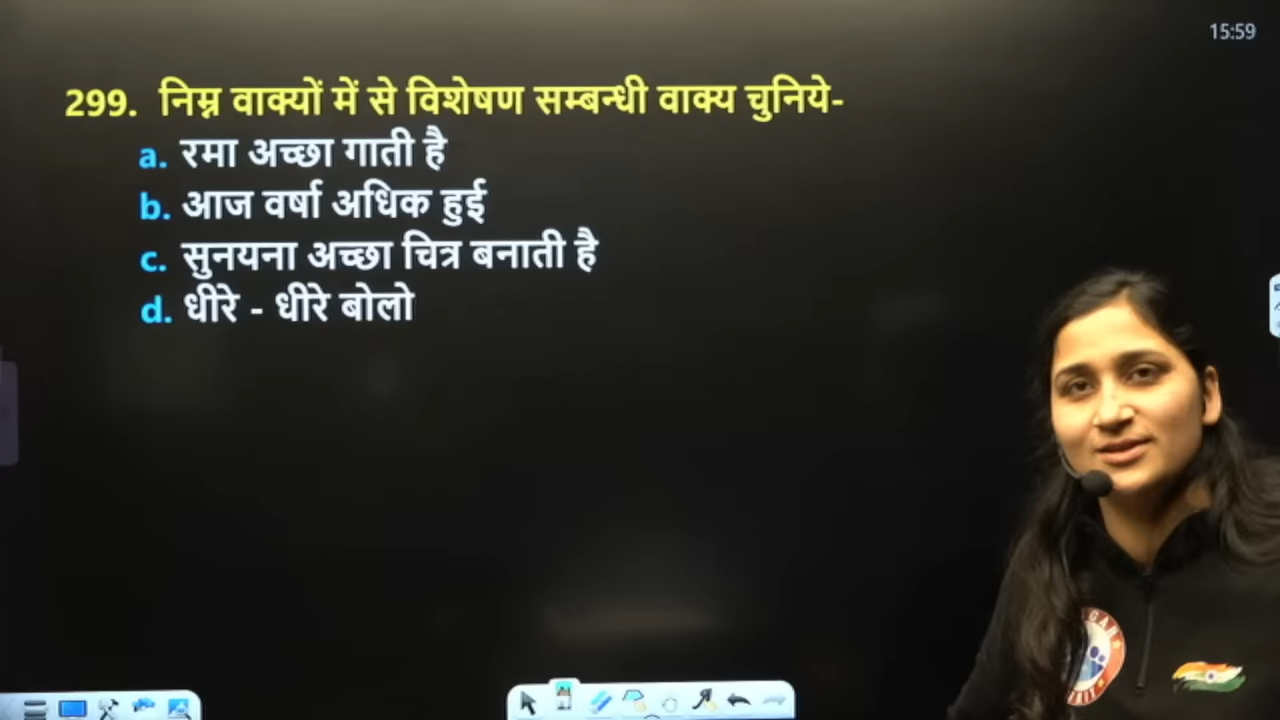 15:59
299. निम्न वाक्यों में से विशेषण सम्बन्धी वाक्य चुनिये-
a. रमा अच्छा गाती है
b. आज वर्षा अधिक हुई
c. सुनयना अच्छा चित्र बनाती है
d. धीरे - धीरे बोलो